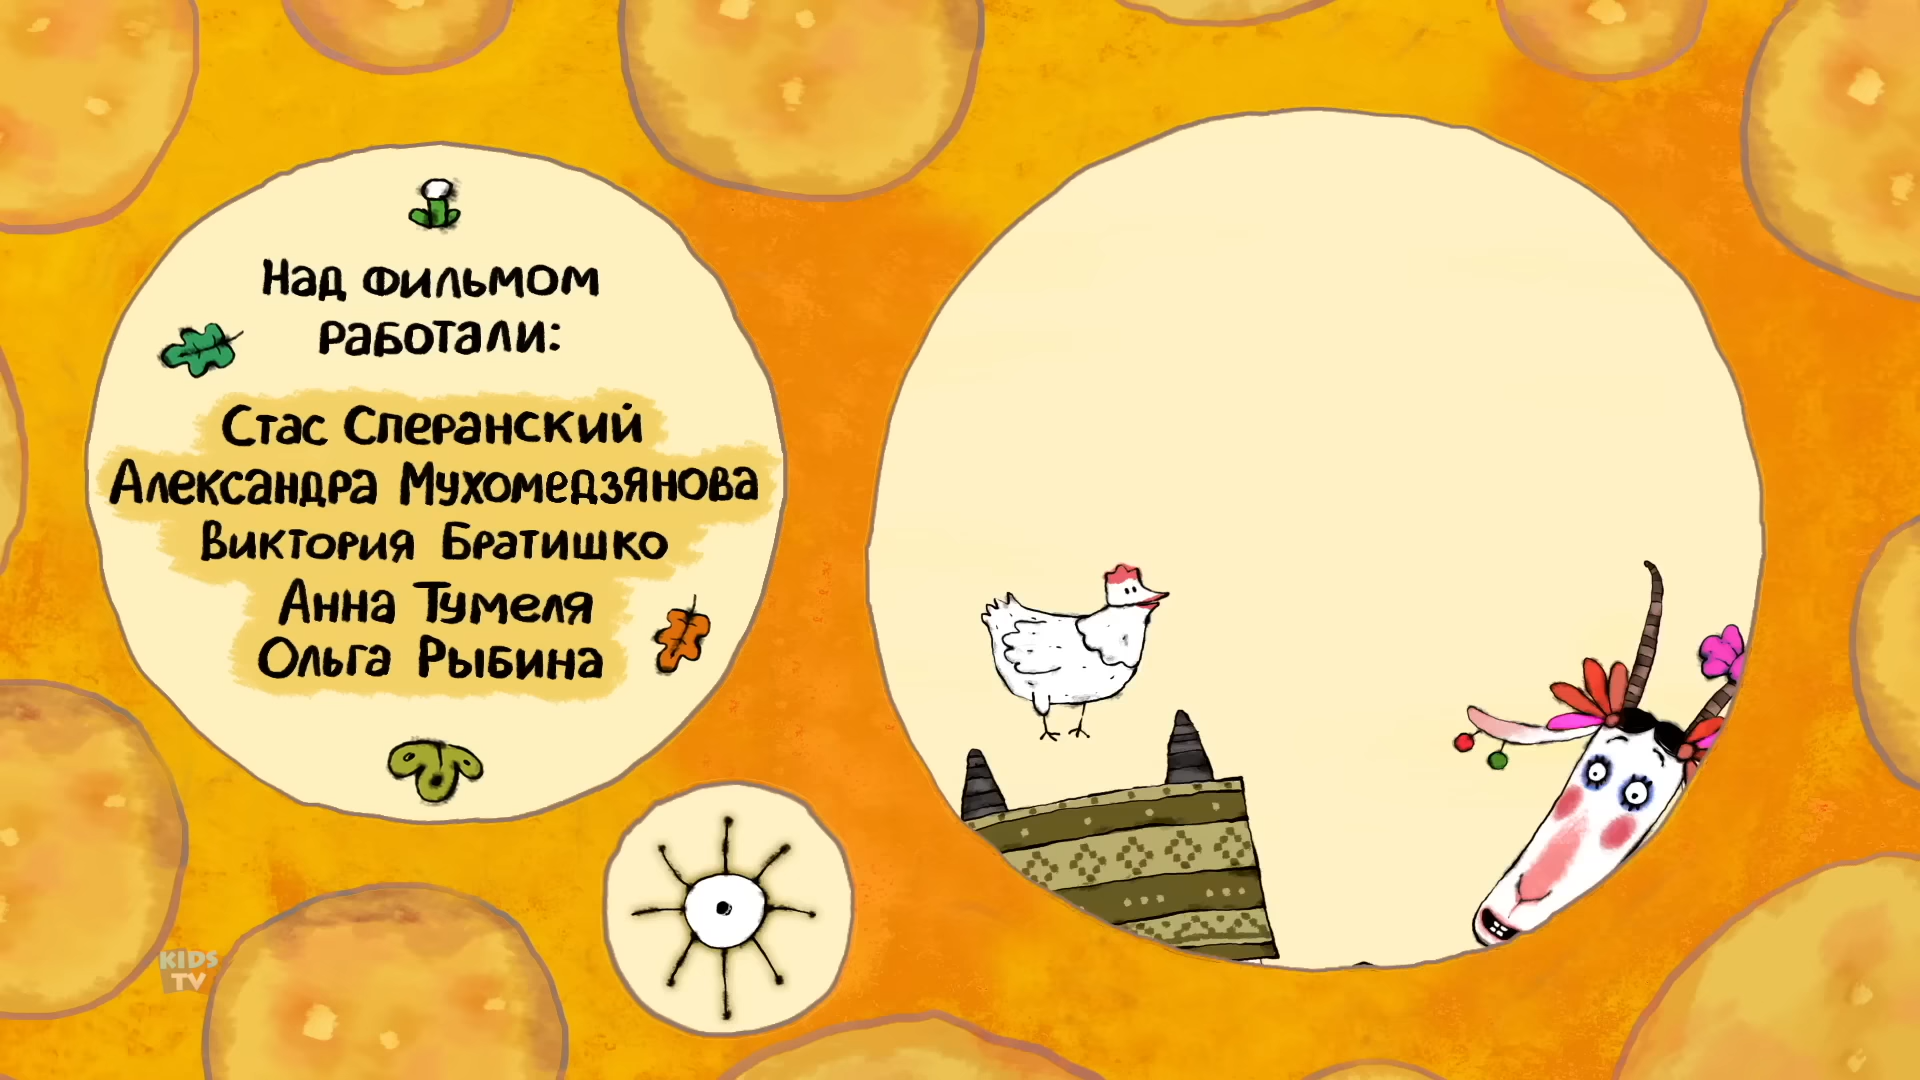 Над фильмом
работали:
Стас Сперанский
Александра Мухомедзянова
Виктория Братишко
Анна Тумеля
Ольга Рыбина
KIDS
TV